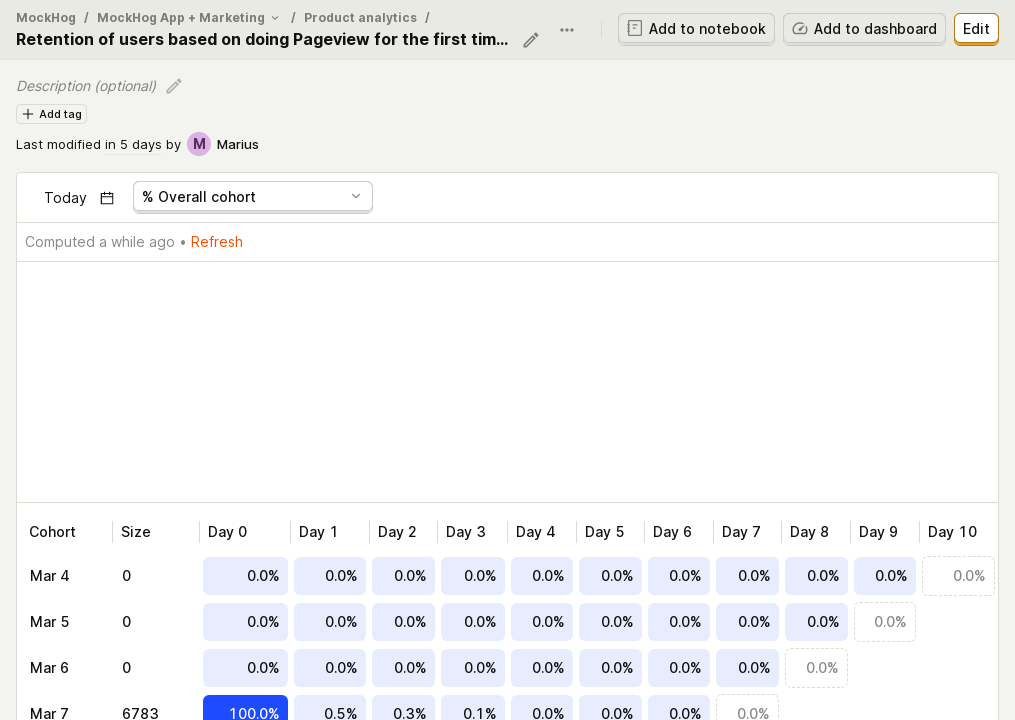 MockHog / MockHog App + Marketing / Product analytics /
Retention of users based on doing Pageview for the first tim...
Add to notebook
Add to dashboard
Edit
Description (optional)
Add tag
Last modified in 5 days by M Marius
Today
% Overall cohort
Computed a while ago • Refresh
Cohort Size Day 0 Day 1 Day 2 Day 3 Day 4 Day 5 Day 6 Day 7 Day 8 Day 9 Day 10
Mar 4 0 0.0% 0.0% 0.0% 0.0% 0.0% 0.0% 0.0% 0.0% 0.0% 0.0% 0.0%
Mar 5 0 0.0% 0.0% 0.0% 0.0% 0.0% 0.0% 0.0% 0.0% 0.0% 0.0%
Mar 6 0 0.0% 0.0% 0.0% 0.0% 0.0% 0.0% 0.0% 0.0% 0.0%
Mar 7 6783 100.0% 0.5% 0.3% 0.1% 0.0% 0.0% 0.0% 0.0%